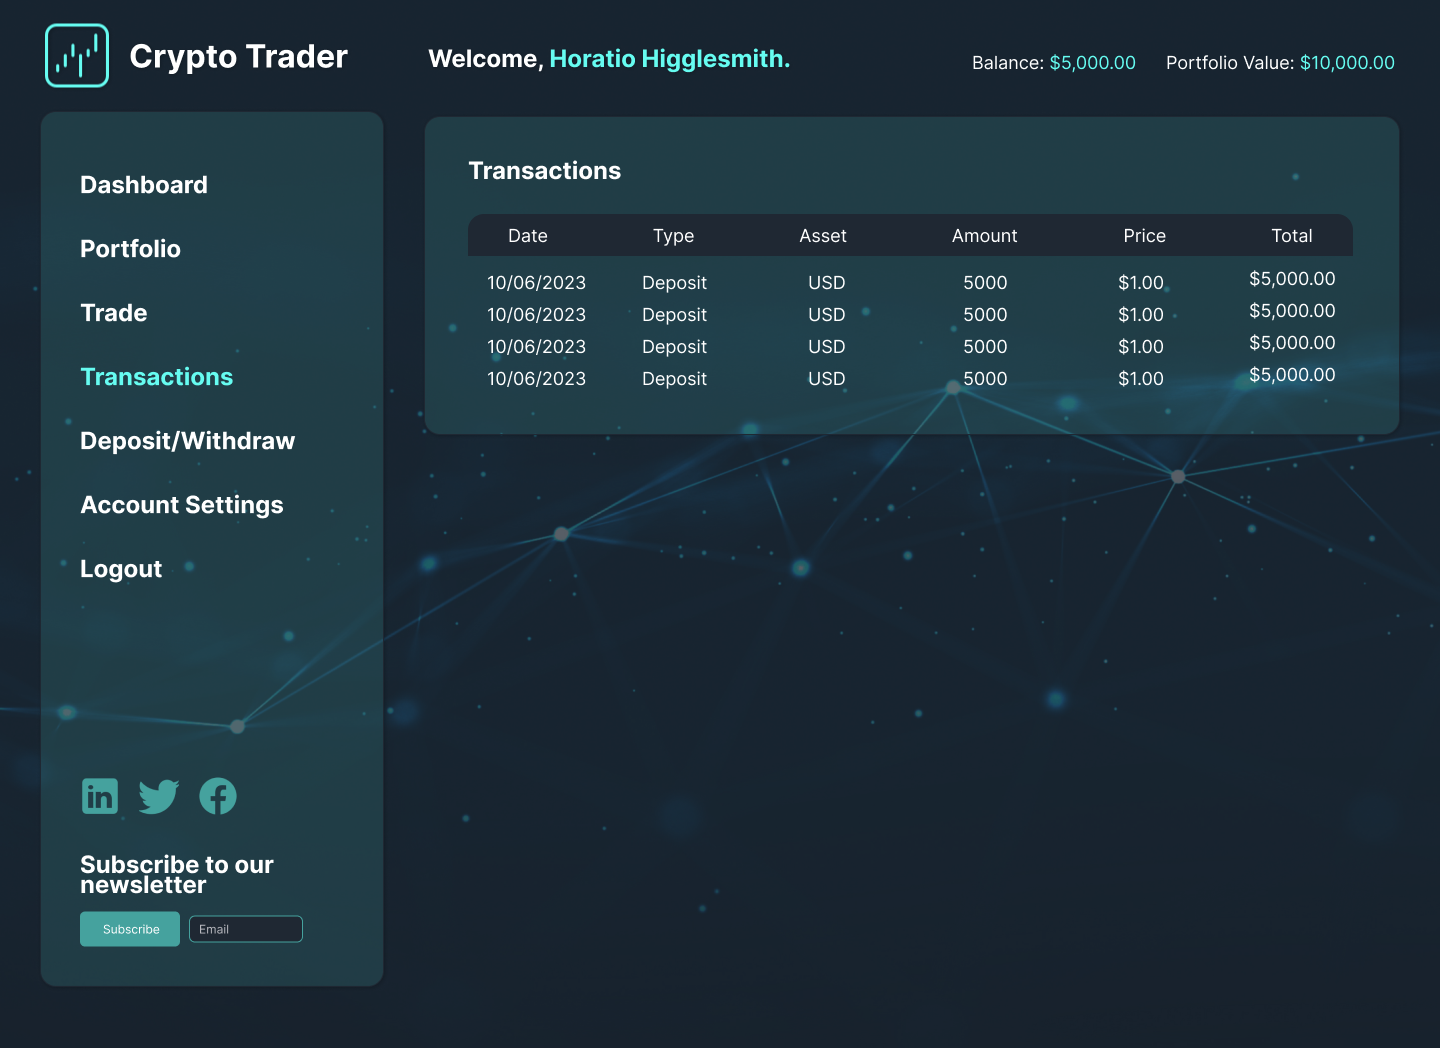 Crypto Trader
Welcome, Horatio Higglesmith.
Balance: $5,000.00 Portfolio Value: $10,000.00
Dashboard
Portfolio
Trade
Transactions
Deposit/Withdraw
Account Settings
Logout
in
Subscribe to our
newsletter
Subscribe Email
Transactions
Date Type Asset Amount Price Total
10/06/2023 Deposit USD 5000 $1.00 $5,000.00
10/06/2023 Deposit USD 5000 $1.00 $5,000.00
10/06/2023 Deposit USD 5000 $1.00 $5,000.00
10/06/2023 Deposit USD 5000 $1.00 $5,000.00